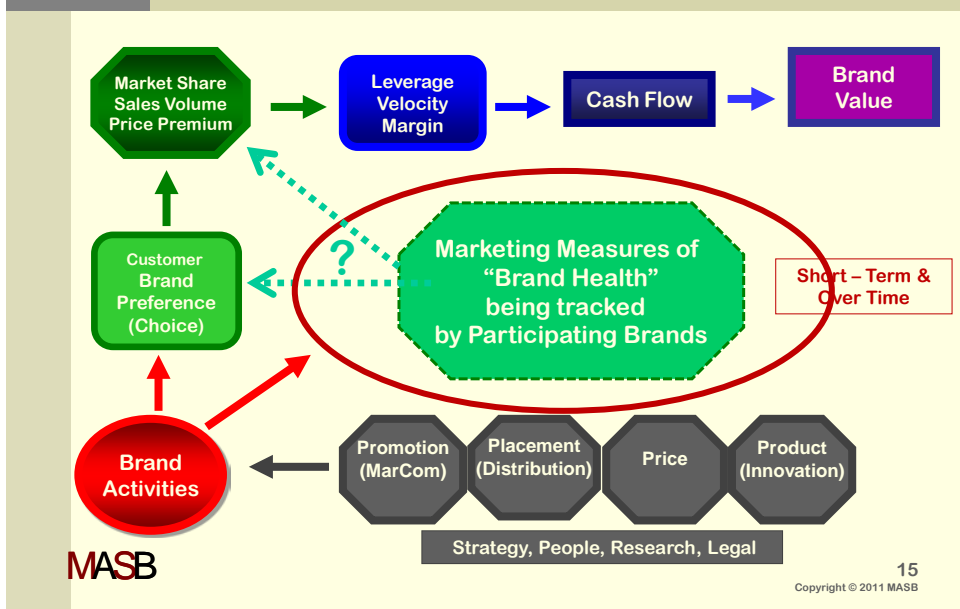 Market Share
Sales Volume
Price Premium
Leverage
Velocity
Margin
Cash Flow
Brand
Value
Customer
Brand
Preference
(Choice)
?
Marketing Measures of
“Brand Health”
being tracked
by Participating Brands
Short – Term &
Over Time
Brand
Activities
Promotion
(MarCom)
Placement
(Distribution)
Price
Product
(Innovation)
Strategy, People, Research, Legal
MASB
15
Copyright © 2011 MASB